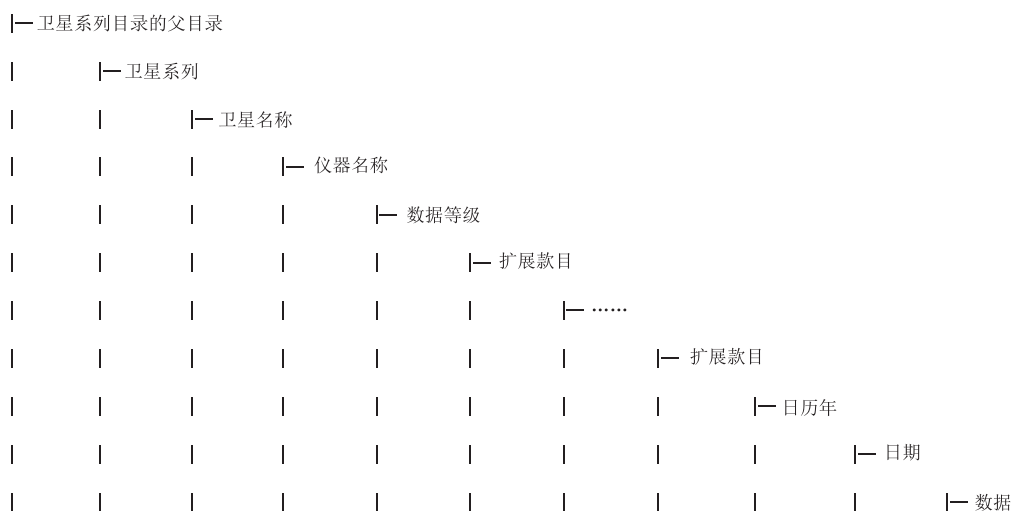 卫星系列目录的父目录
卫星系列
卫星名称
仪器名称
数据等级
扩展款目
……
扩展款目
日历年
日期
数据